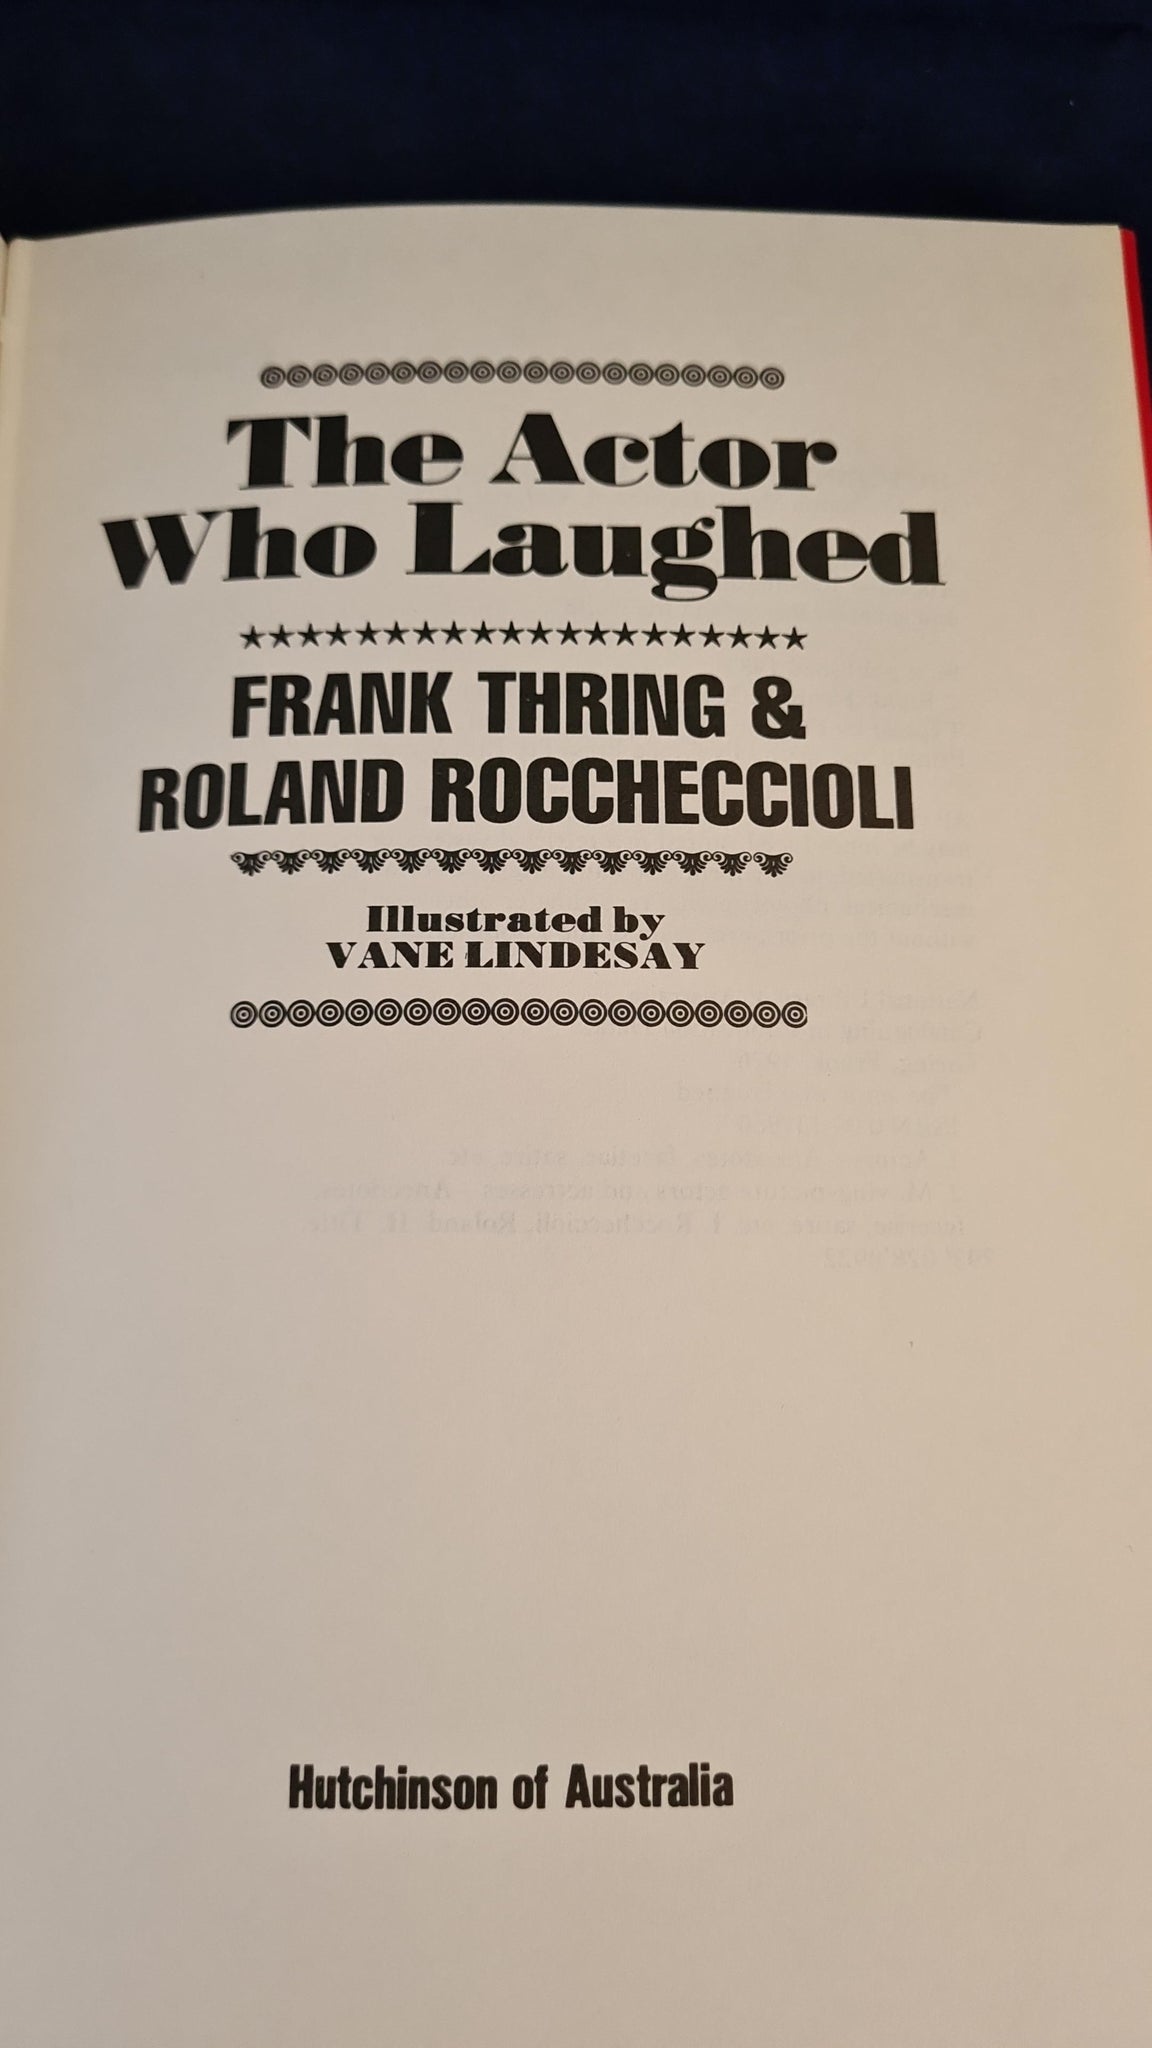 The Actor
Who Laughed
FRANK THRING &
ROLAND ROCCHECCIOLI
Illustrated by
VANE LINDESAY
Hutchinson of Australia